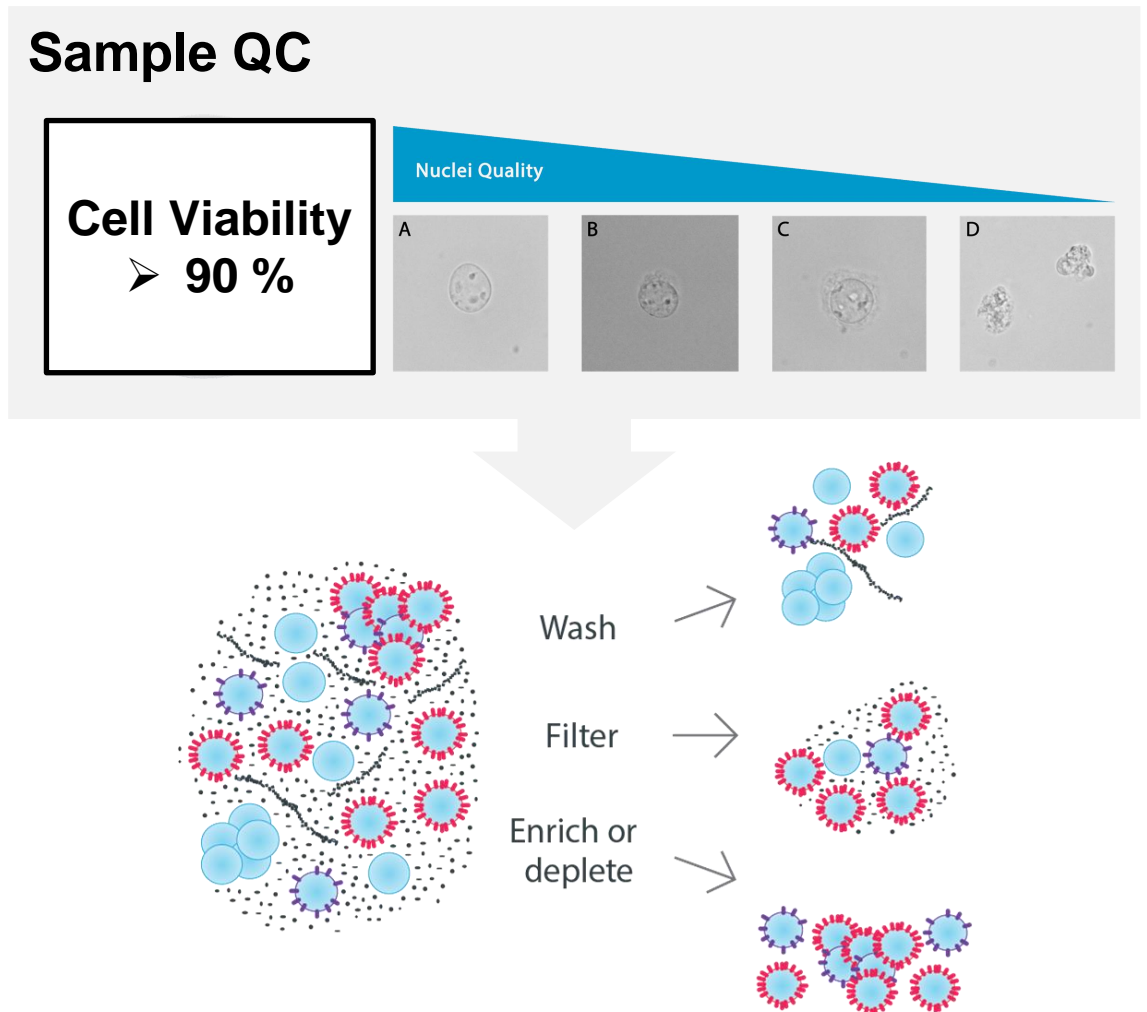 Sample QC
Cell Viability
➢ 90 %
Nuclei Quality
A
B
C
D
Wash
Filter
Enrich or
deplete